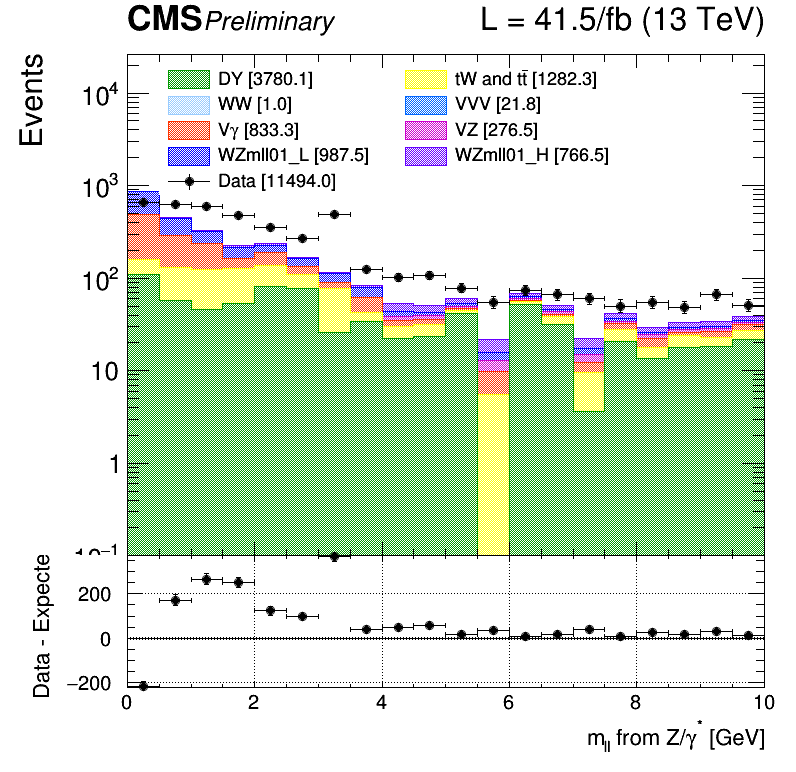 CMS Preliminary L = 41.5/fb (13 TeV)
Events
DY [3780.1] tW and tt̄ [1282.3]
WW [1.0] VVV [21.8]
Vγ [833.3] VZ [276.5]
WZmll01_L [987.5] WZmll01_H [766.5]
Data [11494.0]
10⁴
10³
10²
10
1
10⁻¹
Data - Expecte
200
0
−200
0 2 4 6 8 10
m_ll from Z/γ* [GeV]